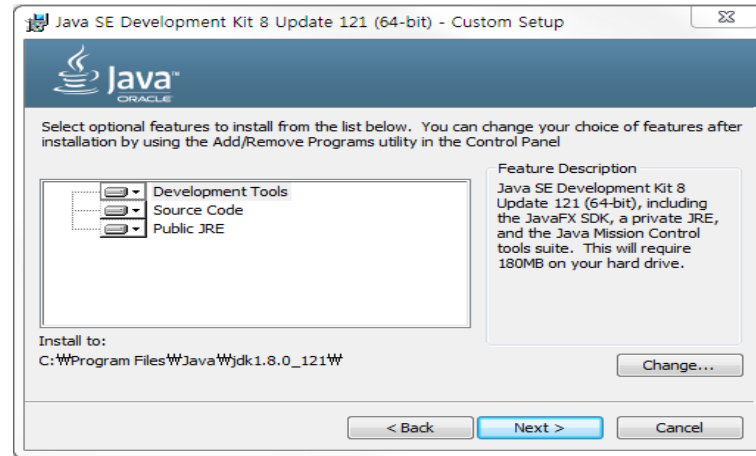 Java SE Development Kit 8 Update 121 (64-bit) - Custom Setup
Java™
ORACLE
Select optional features to install from the list below. You can change your choice of features after
installation by using the Add/Remove Programs utility in the Control Panel
Development Tools
Source Code
Public JRE
Feature Description
Java SE Development Kit 8
Update 121 (64-bit), including
the JavaFX SDK, a private JRE,
and the Java Mission Control
tools suite. This will require
180MB on your hard drive.
Install to:
C:₩Program Files₩Java₩jdk1.8.0_121₩
Change...
< Back
Next >
Cancel